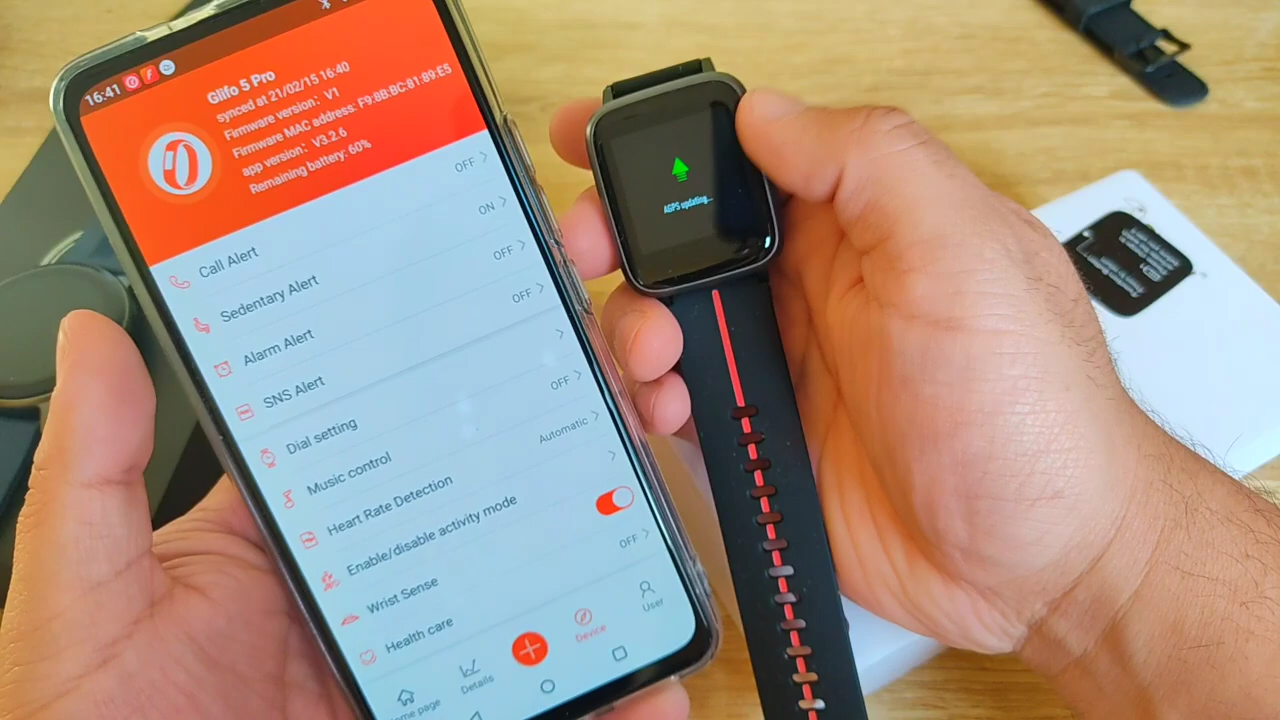 16:41
Glifo 5 Pro
synced at 21/02/15 16:40
Firmware version: V1
Firmware MAC address: F9:8B:BC:81:89:E5
app version: V3.2.6
Remaining battery: 60%
Call Alert OFF
Sedentary Alert ON
Alarm Alert OFF
SNS Alert OFF
Dial setting
Music control OFF
Heart Rate Detection Automatic
Enable/disable activity mode
Wrist Sense
Health care OFF
ome page
Details
Device
User
AGPS updating...